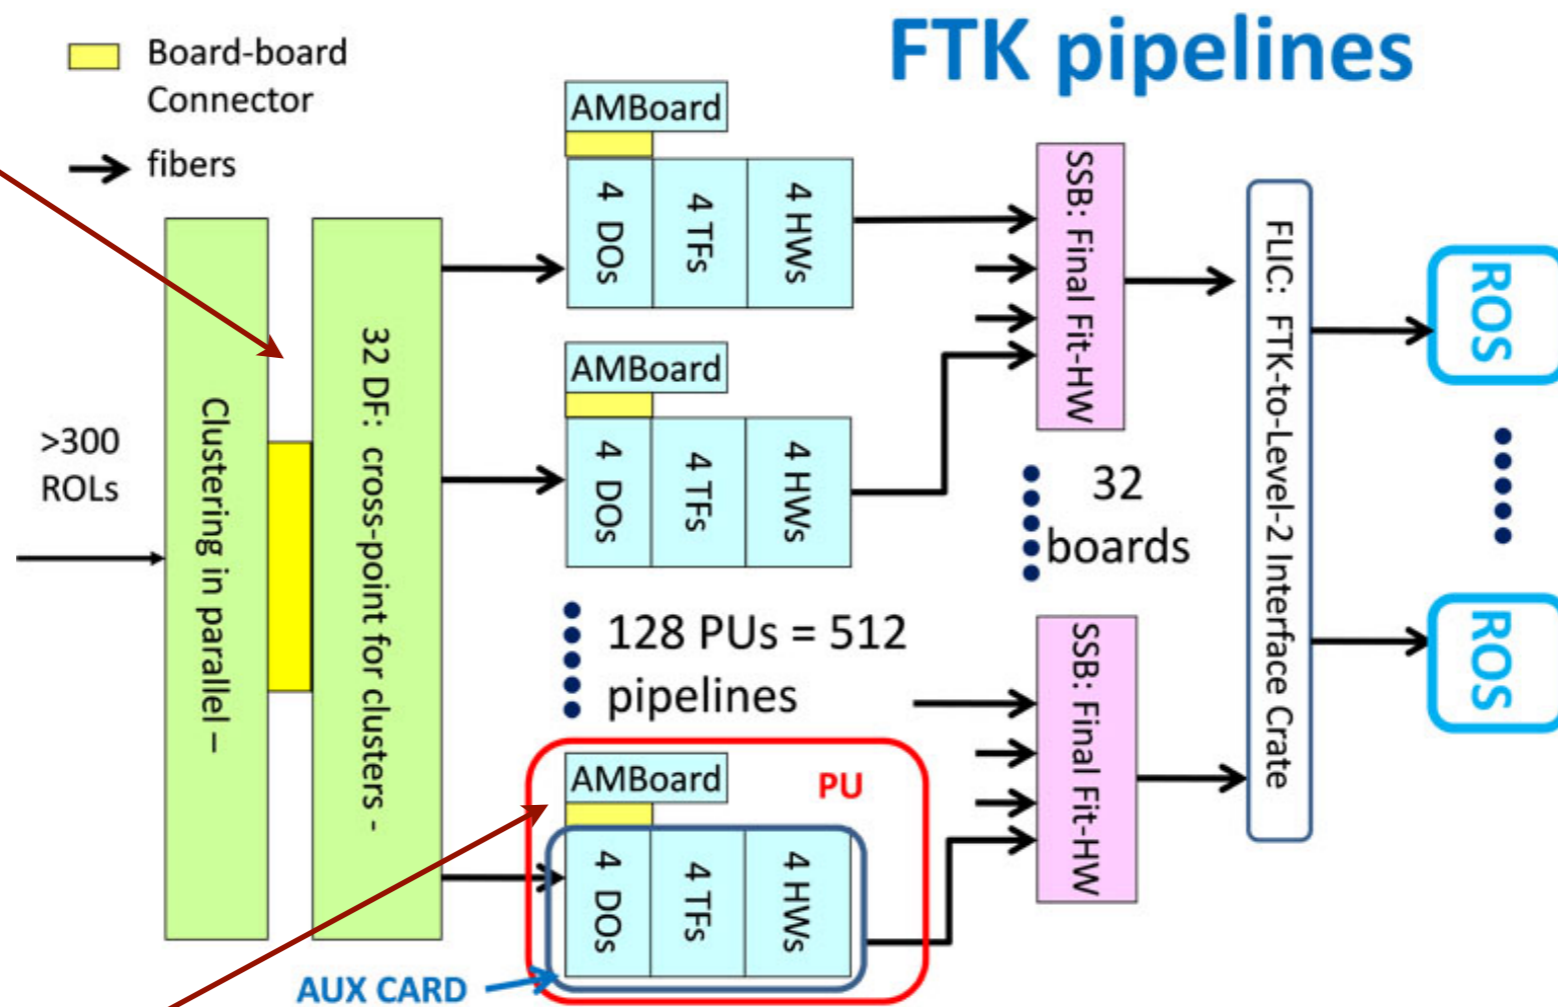 FTK pipelines
Board-board
Connector
fibers
>300
ROLs
Clustering in parallel –
32 DF: cross-point for clusters -
AMBoard
4 DOs
4 TFs
4 HWs
AMBoard
4 DOs
4 TFs
4 HWs
128 PUs = 512
pipelines
AMBoard
PU
4 DOs
4 TFs
4 HWs
AUX CARD
SSB: Final Fit-HW
32
boards
SSB: Final Fit-HW
FLIC: FTK-to-Level-2 Interface Crate
ROS
ROS